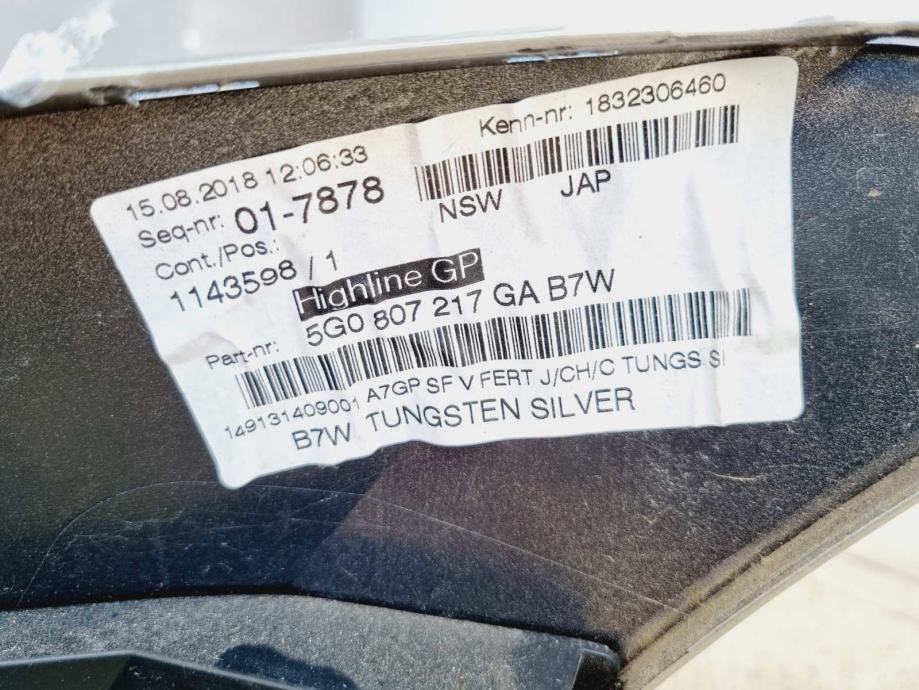 15.08.2018 12:06:33
Kenn-nr: 1832306460
Seq-nr: 01-7878
NSW JAP
Cont./Pos.:
1143598 / 1
Highline GP
5G0 807 217 GA B7W
Part-nr:
149131409001 A7GP SF V FERT J/CH/C TUNGS SI
B7W TUNGSTEN SILVER